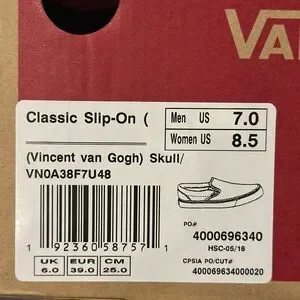 VA
Classic Slip-On (
Men US 7.0
Women US 8.5
(Vincent van Gogh) Skull/
VN0A38F7U48
1 92360 58757 1
UK 6.0 EUR 39.0 CM 25.0
PO#
4000696340
HSC-05/18
CPSIA PO/CUT#
400069634000020